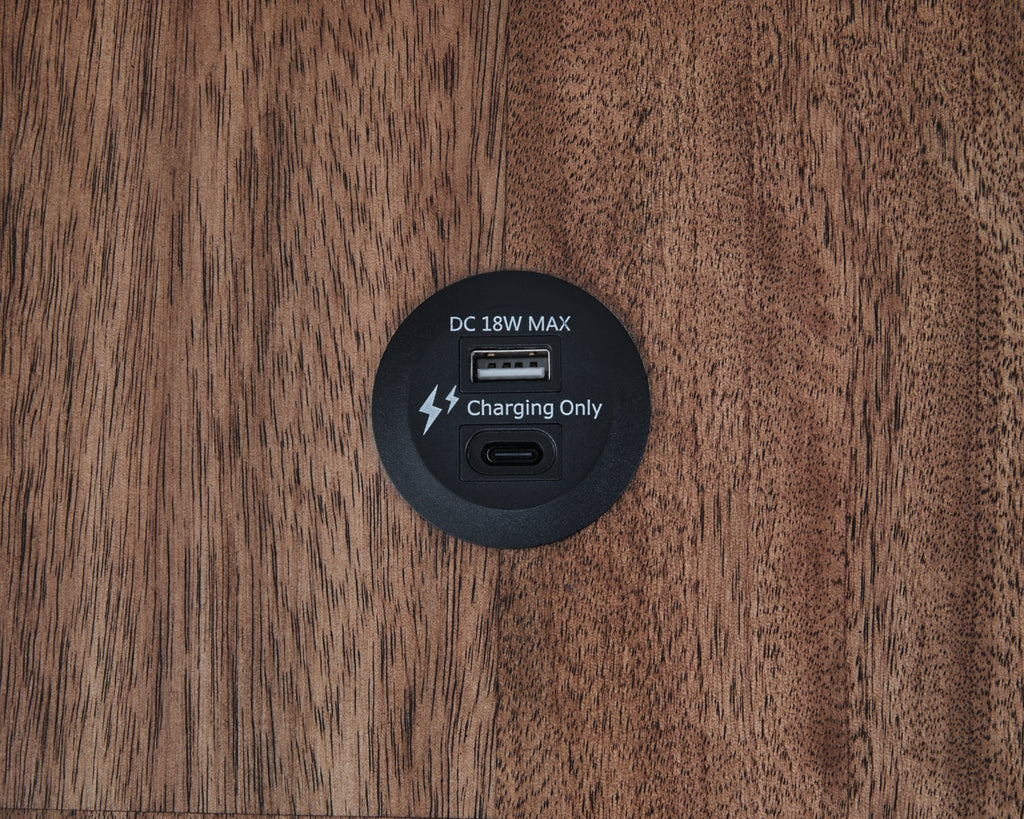 DC 18W MAX
Charging Only